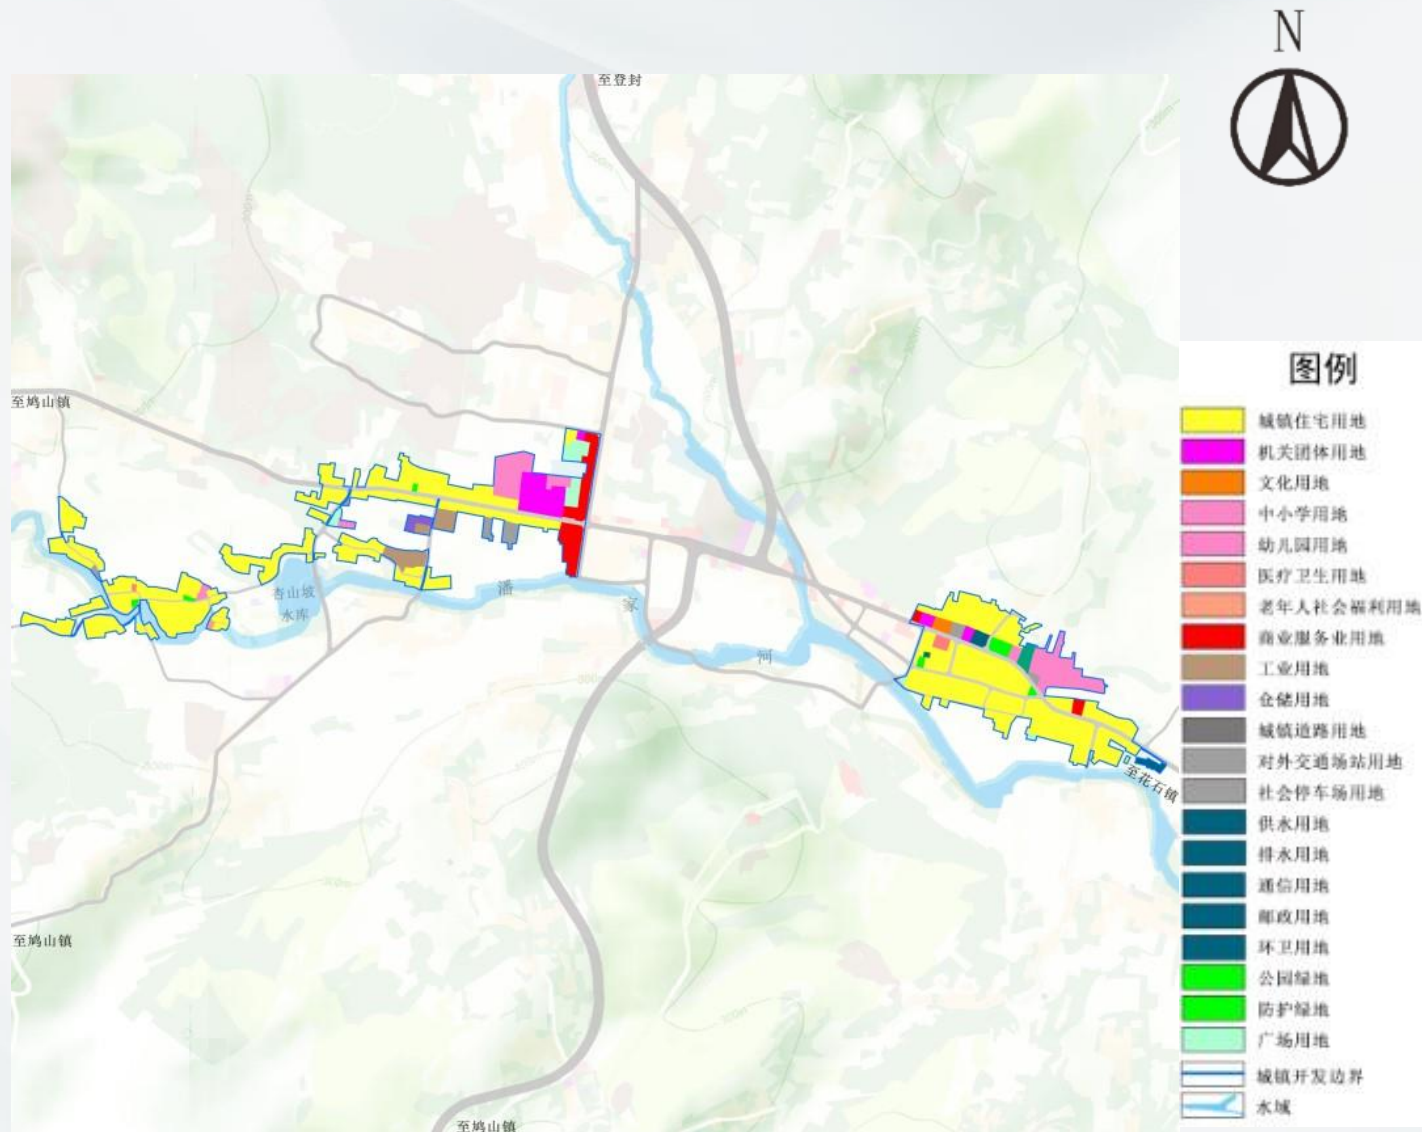 N
至登封
至鸠山镇
杏山坡
水库
潘
家
河
至花石镇
至鸠山镇
至鸠山镇
300m
图例
城镇住宅用地
机关团体用地
文化用地
中小学用地
幼儿园用地
医疗卫生用地
老年人社会福利用地
商业服务业用地
工业用地
仓储用地
城镇道路用地
对外交通场站用地
社会停车场用地
供水用地
排水用地
通信用地
邮政用地
环卫用地
公园绿地
防护绿地
广场用地
城镇开发边界
水域